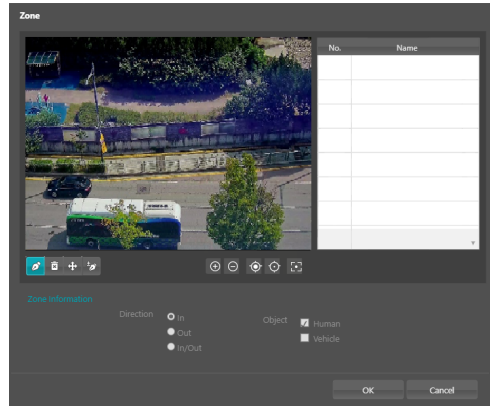 Zone
No. Name
Zone Information
Direction In Object Human
Out Vehicle
In/Out
OK Cancel